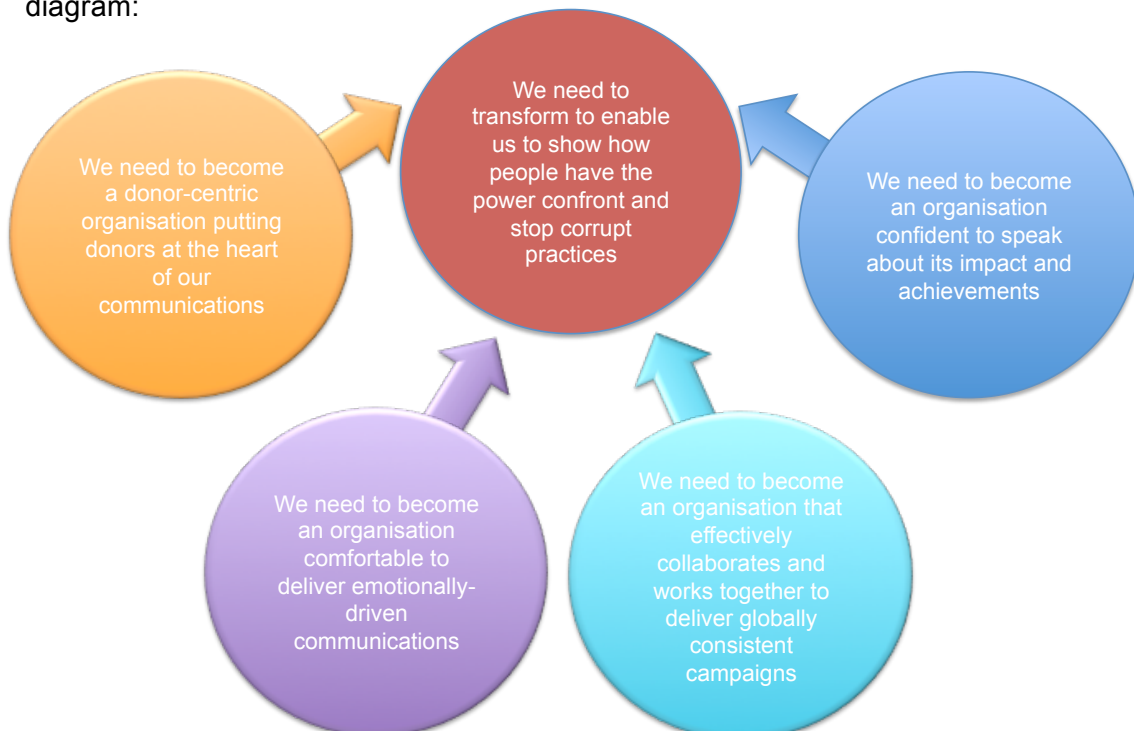 diagram:
We need to
transform to enable
us to show how
people have the
power confront and
stop corrupt
practices
We need to become
a donor-centric
organisation putting
donors at the heart
of our
communications
We need to become
an organisation
confident to speak
about its impact and
achievements
We need to become
an organisation
comfortable to
deliver emotionally-
driven
communications
We need to become
an organisation that
effectively
collaborates and
works together to
deliver globally
consistent
campaigns